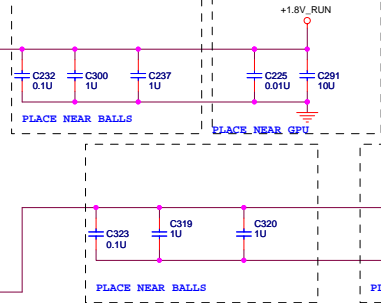 +1.8V_RUN
C232
0.1U
C300
1U
C237
1U
C225
0.01U
C291
10U
PLACE NEAR BALLS
PLACE NEAR GPU
C323
0.1U
C319
1U
C320
1U
PLACE NEAR BALLS